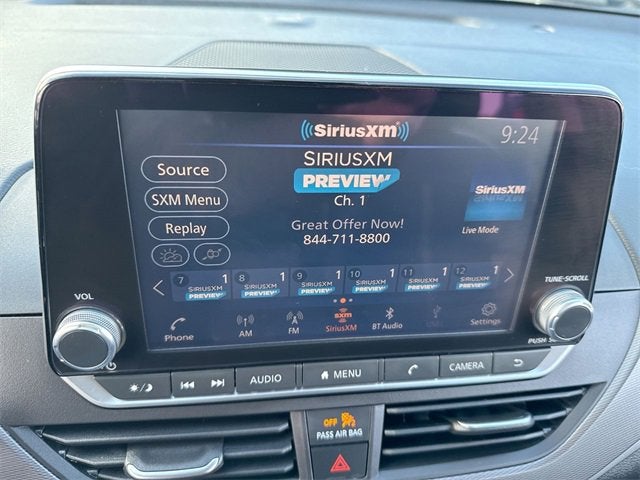 SiriusXM
9:24
SIRIUSXM
PREVIEW
Ch. 1
Source
SXM Menu
Replay
Great Offer Now!
844-711-8800
SiriusXM
Live Mode
7 1 8 1 9 1 10 1 11 1 12 1
SIRIUSXM SIRIUSXM SIRIUSXM SIRIUSXM SIRIUSXM SIRIUSXM
PREVIEW PREVIEW PREVIEW PREVIEW PREVIEW PREVIEW
TUNE-SCROLL
VOL
Phone AM FM SiriusXM BT Audio Settings
sxm
PUSH
AUDIO MENU CAMERA
OFF
PASS AIR BAG